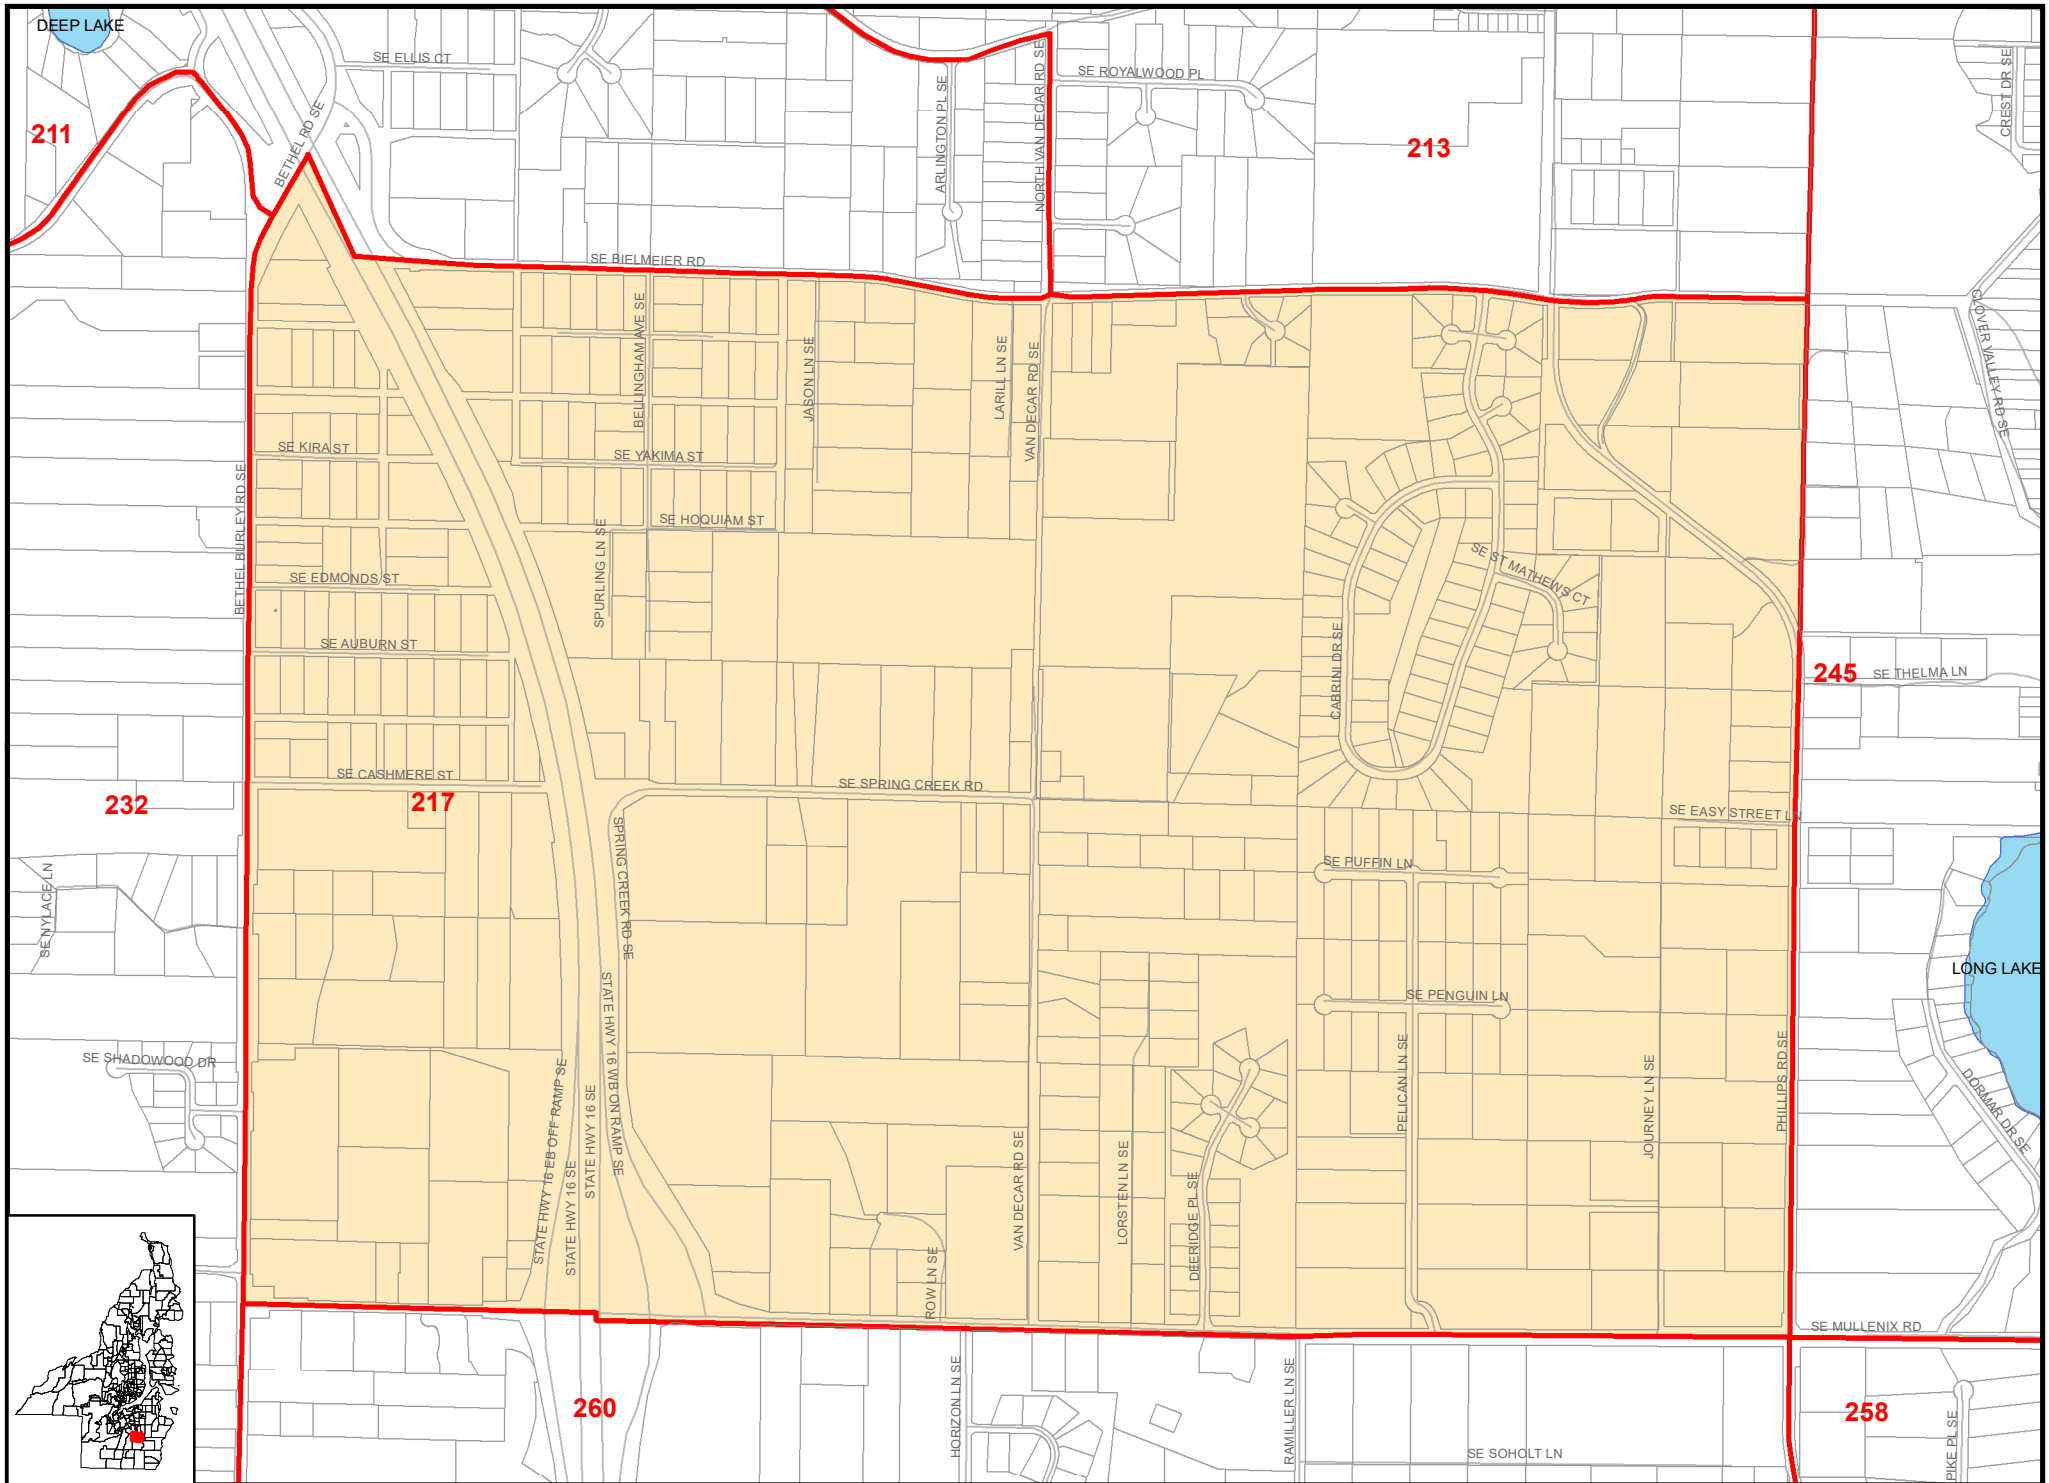 DEEP LAKE
SE ELLIS CT
BETHEL RD SE
211
ARLINGTON PL SE
NORTH VAN DECAR RD SE
SE ROYALWOOD PL
213
CREST DR SE
SE BIELMEIER RD
BELLINGHAM AVE SE
JASON LN SE
LARILL LN SE
VAN DECAR RD SE
CLOVER VALLEY RD SE
SE KIRA ST
SE YAKIMA ST
BETHEL BURLEY RD SE
SE HOQUIAM ST
SPURLING LN SE
SE EDMONDS ST
SE ST MATHEWS CT
SE AUBURN ST
CABRINI DR SE
245
SE THELMA LN
SE CASHMERE ST
217
232
SE SPRING CREEK RD
SPRING CREEK RD SE
SE EASY STREET LN
SE PUFFIN LN
SE NYLACE LN
LONG LAKE
SE PENGUIN LN
STATE HWY 16 WB ON RAMP SE
SE SHADOWOOD DR
STATE HWY 16 EB OFF RAMP SE
STATE HWY 16 SE
STATE HWY 16 SE
PELICAN LN SE
JOURNEY LN SE
PHILLIPS RD SE
DORMAR DR SE
VAN DECAR RD SE
LORSTEN LN SE
DEERIDGE PL SE
ROW LN SE
SE MULLENIX RD
260
HORIZON LN SE
RAMILLER LN SE
258
SE SOHOLT LN
PIKE PL SE